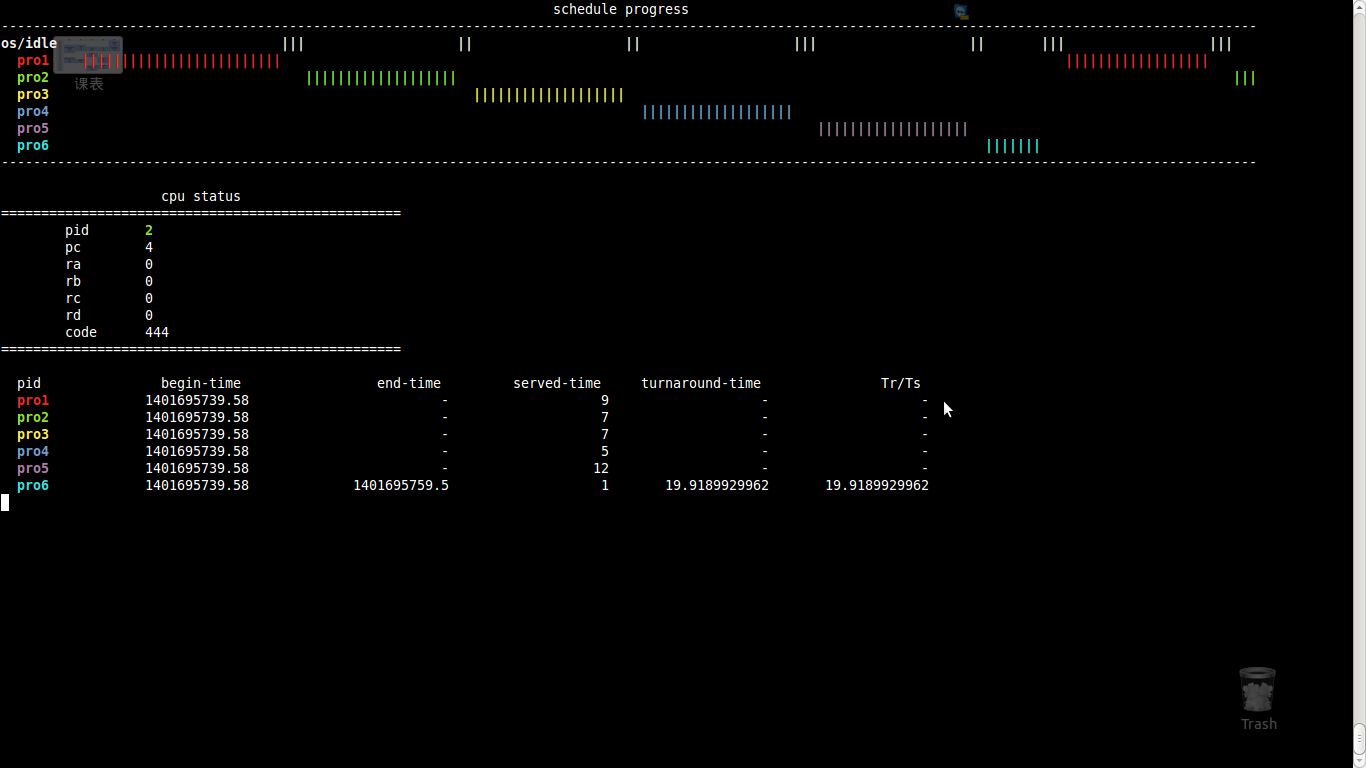 schedule progress
os/idle
pro1
pro2
课表
pro3
pro4
pro5
pro6
cpu status
pid 2
pc 4
ra 0
rb 0
rc 0
rd 0
code 444
pid begin-time end-time served-time turnaround-time Tr/Ts
pro1 1401695739.58 - 9 - -
pro2 1401695739.58 - 7 - -
pro3 1401695739.58 - 7 - -
pro4 1401695739.58 - 5 - -
pro5 1401695739.58 - 12 - -
pro6 1401695739.58 1401695759.5 1 19.9189929962 19.9189929962
Trash